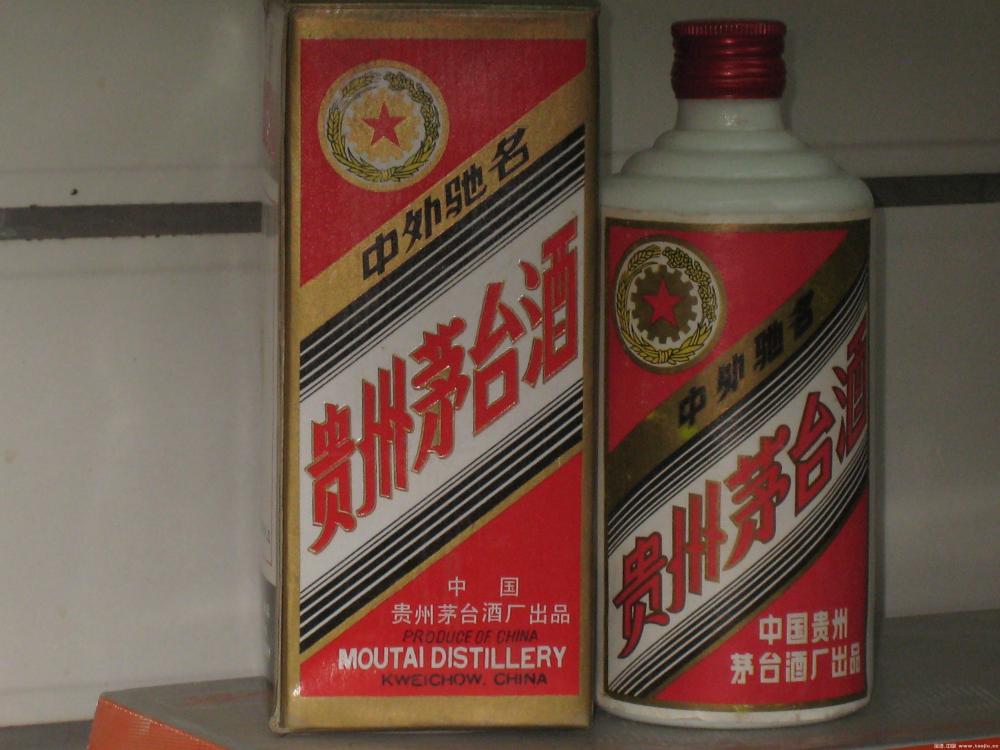 中外驰名
贵州茅台酒
中国
贵州茅台酒厂出品
PRODUCE OF CHINA
MOUTAI DISTILLERY
KWEICHOW. CHINA
中外驰名
贵州茅台酒
中国贵州
茅台酒厂出品